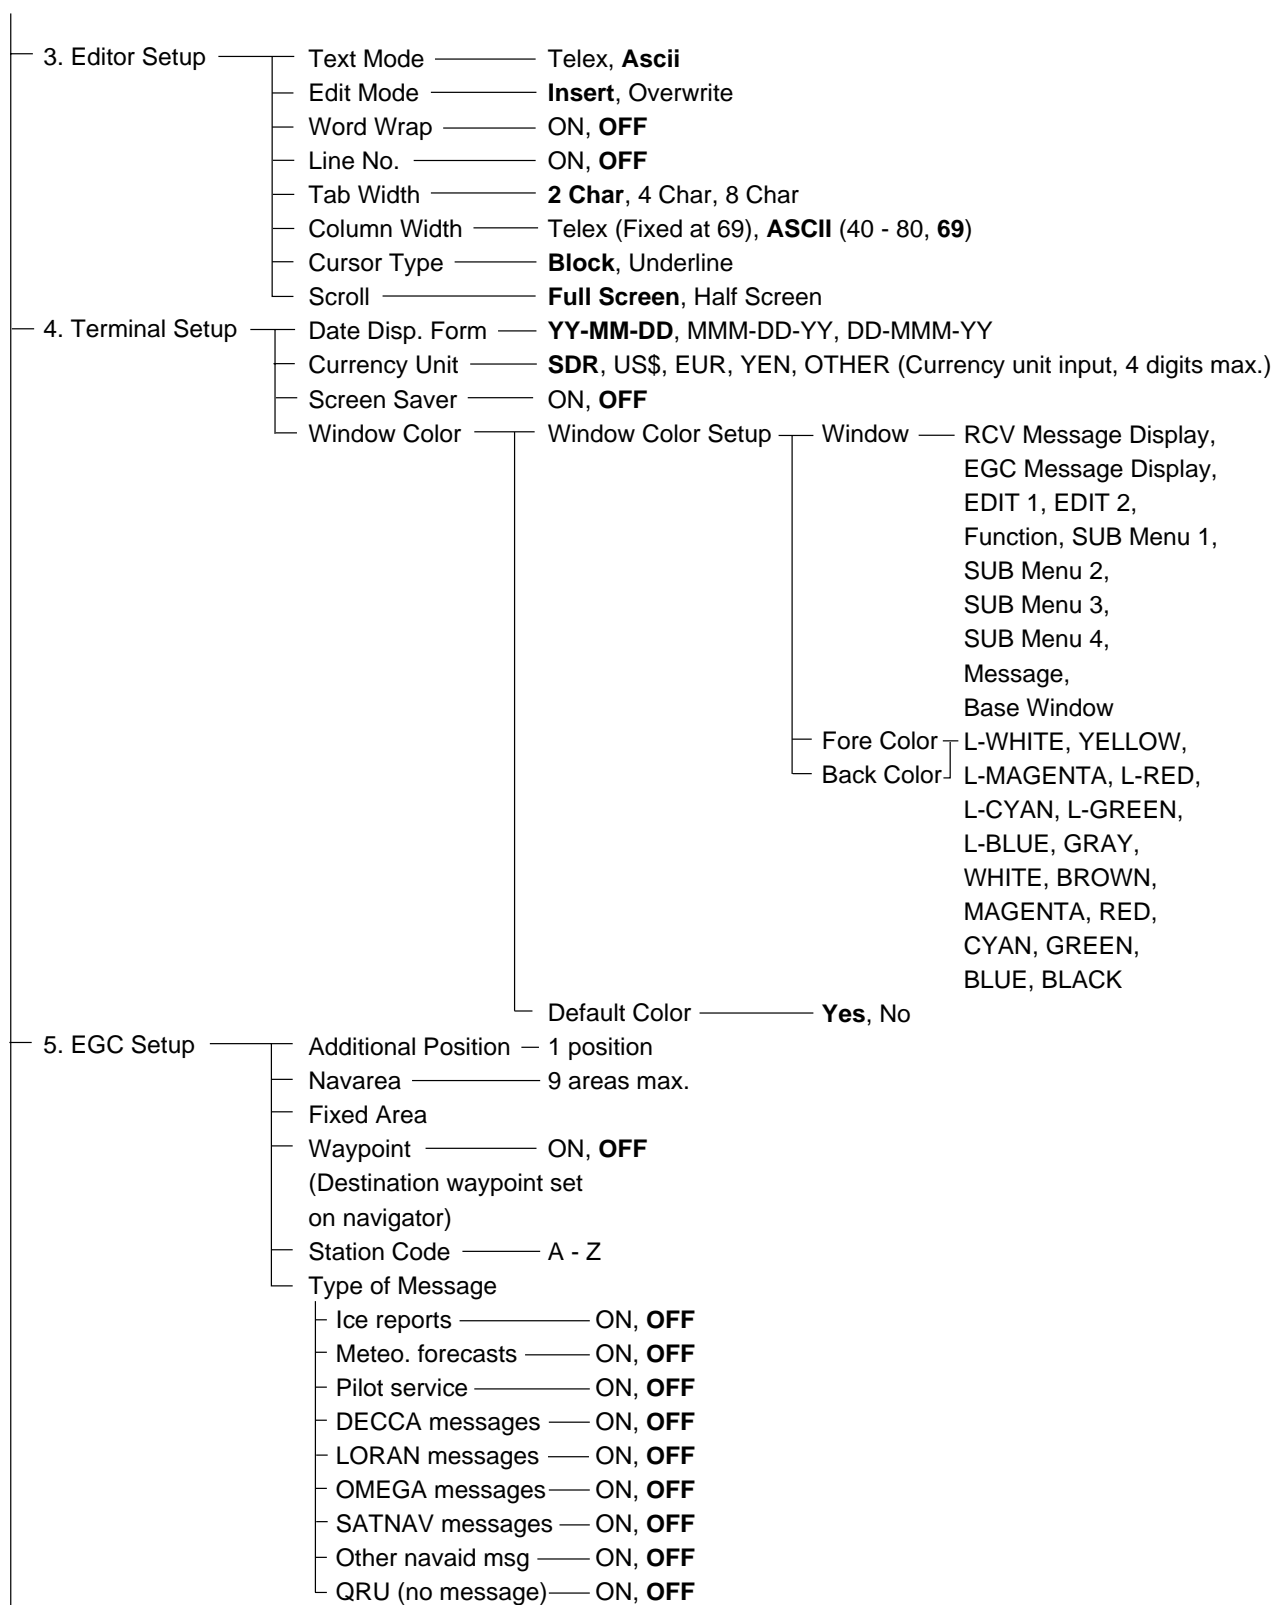 3. Editor Setup Text Mode Telex, Ascii
Edit Mode Insert, Overwrite
Word Wrap ON, OFF
Line No. ON, OFF
Tab Width 2 Char, 4 Char, 8 Char
Column Width Telex (Fixed at 69), ASCII (40 - 80, 69)
Cursor Type Block, Underline
Scroll Full Screen, Half Screen
4. Terminal Setup Date Disp. Form YY-MM-DD, MMM-DD-YY, DD-MMM-YY
Currency Unit SDR, US$, EUR, YEN, OTHER (Currency unit input, 4 digits max.)
Screen Saver ON, OFF
Window Color Window Color Setup Window RCV Message Display,
EGC Message Display,
EDIT 1, EDIT 2,
Function, SUB Menu 1,
SUB Menu 2,
SUB Menu 3,
SUB Menu 4,
Message,
Base Window
Fore Color L-WHITE, YELLOW,
Back Color L-MAGENTA, L-RED,
L-CYAN, L-GREEN,
L-BLUE, GRAY,
WHITE, BROWN,
MAGENTA, RED,
CYAN, GREEN,
BLUE, BLACK
Default Color Yes, No
5. EGC Setup Additional Position 1 position
Navarea 9 areas max.
Fixed Area
Waypoint ON, OFF
(Destination waypoint set
on navigator)
Station Code A - Z
Type of Message
Ice reports ON, OFF
Meteo. forecasts ON, OFF
Pilot service ON, OFF
DECCA messages ON, OFF
LORAN messages ON, OFF
OMEGA messages ON, OFF
SATNAV messages ON, OFF
Other navaid msg ON, OFF
QRU (no message) ON, OFF